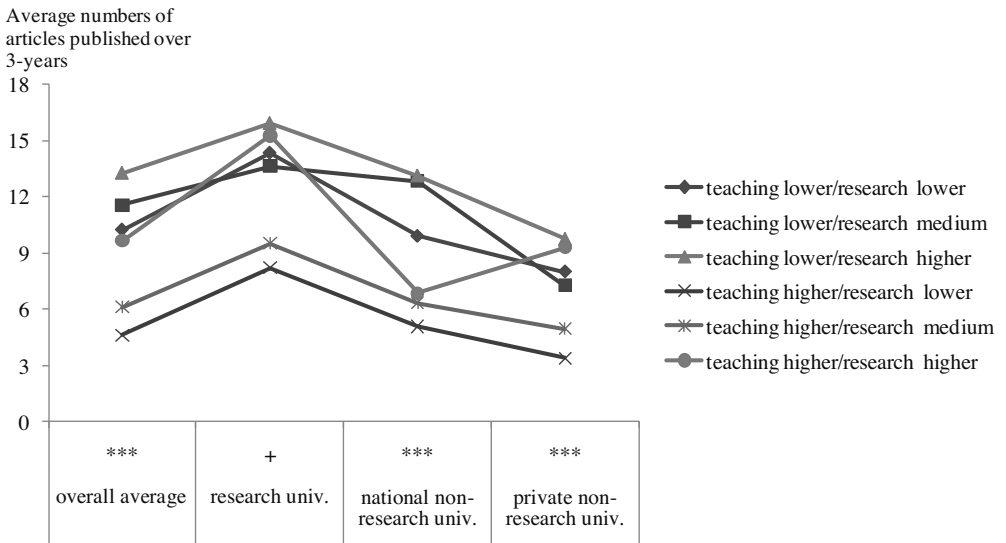 Average numbers of
articles published over
3-years
18
15
12
9
6
3
0
teaching lower/research lower
teaching lower/research medium
teaching lower/research higher
teaching higher/research lower
teaching higher/research medium
teaching higher/research higher
*** + *** ***
overall average research univ. national non-research univ. private non-research univ.